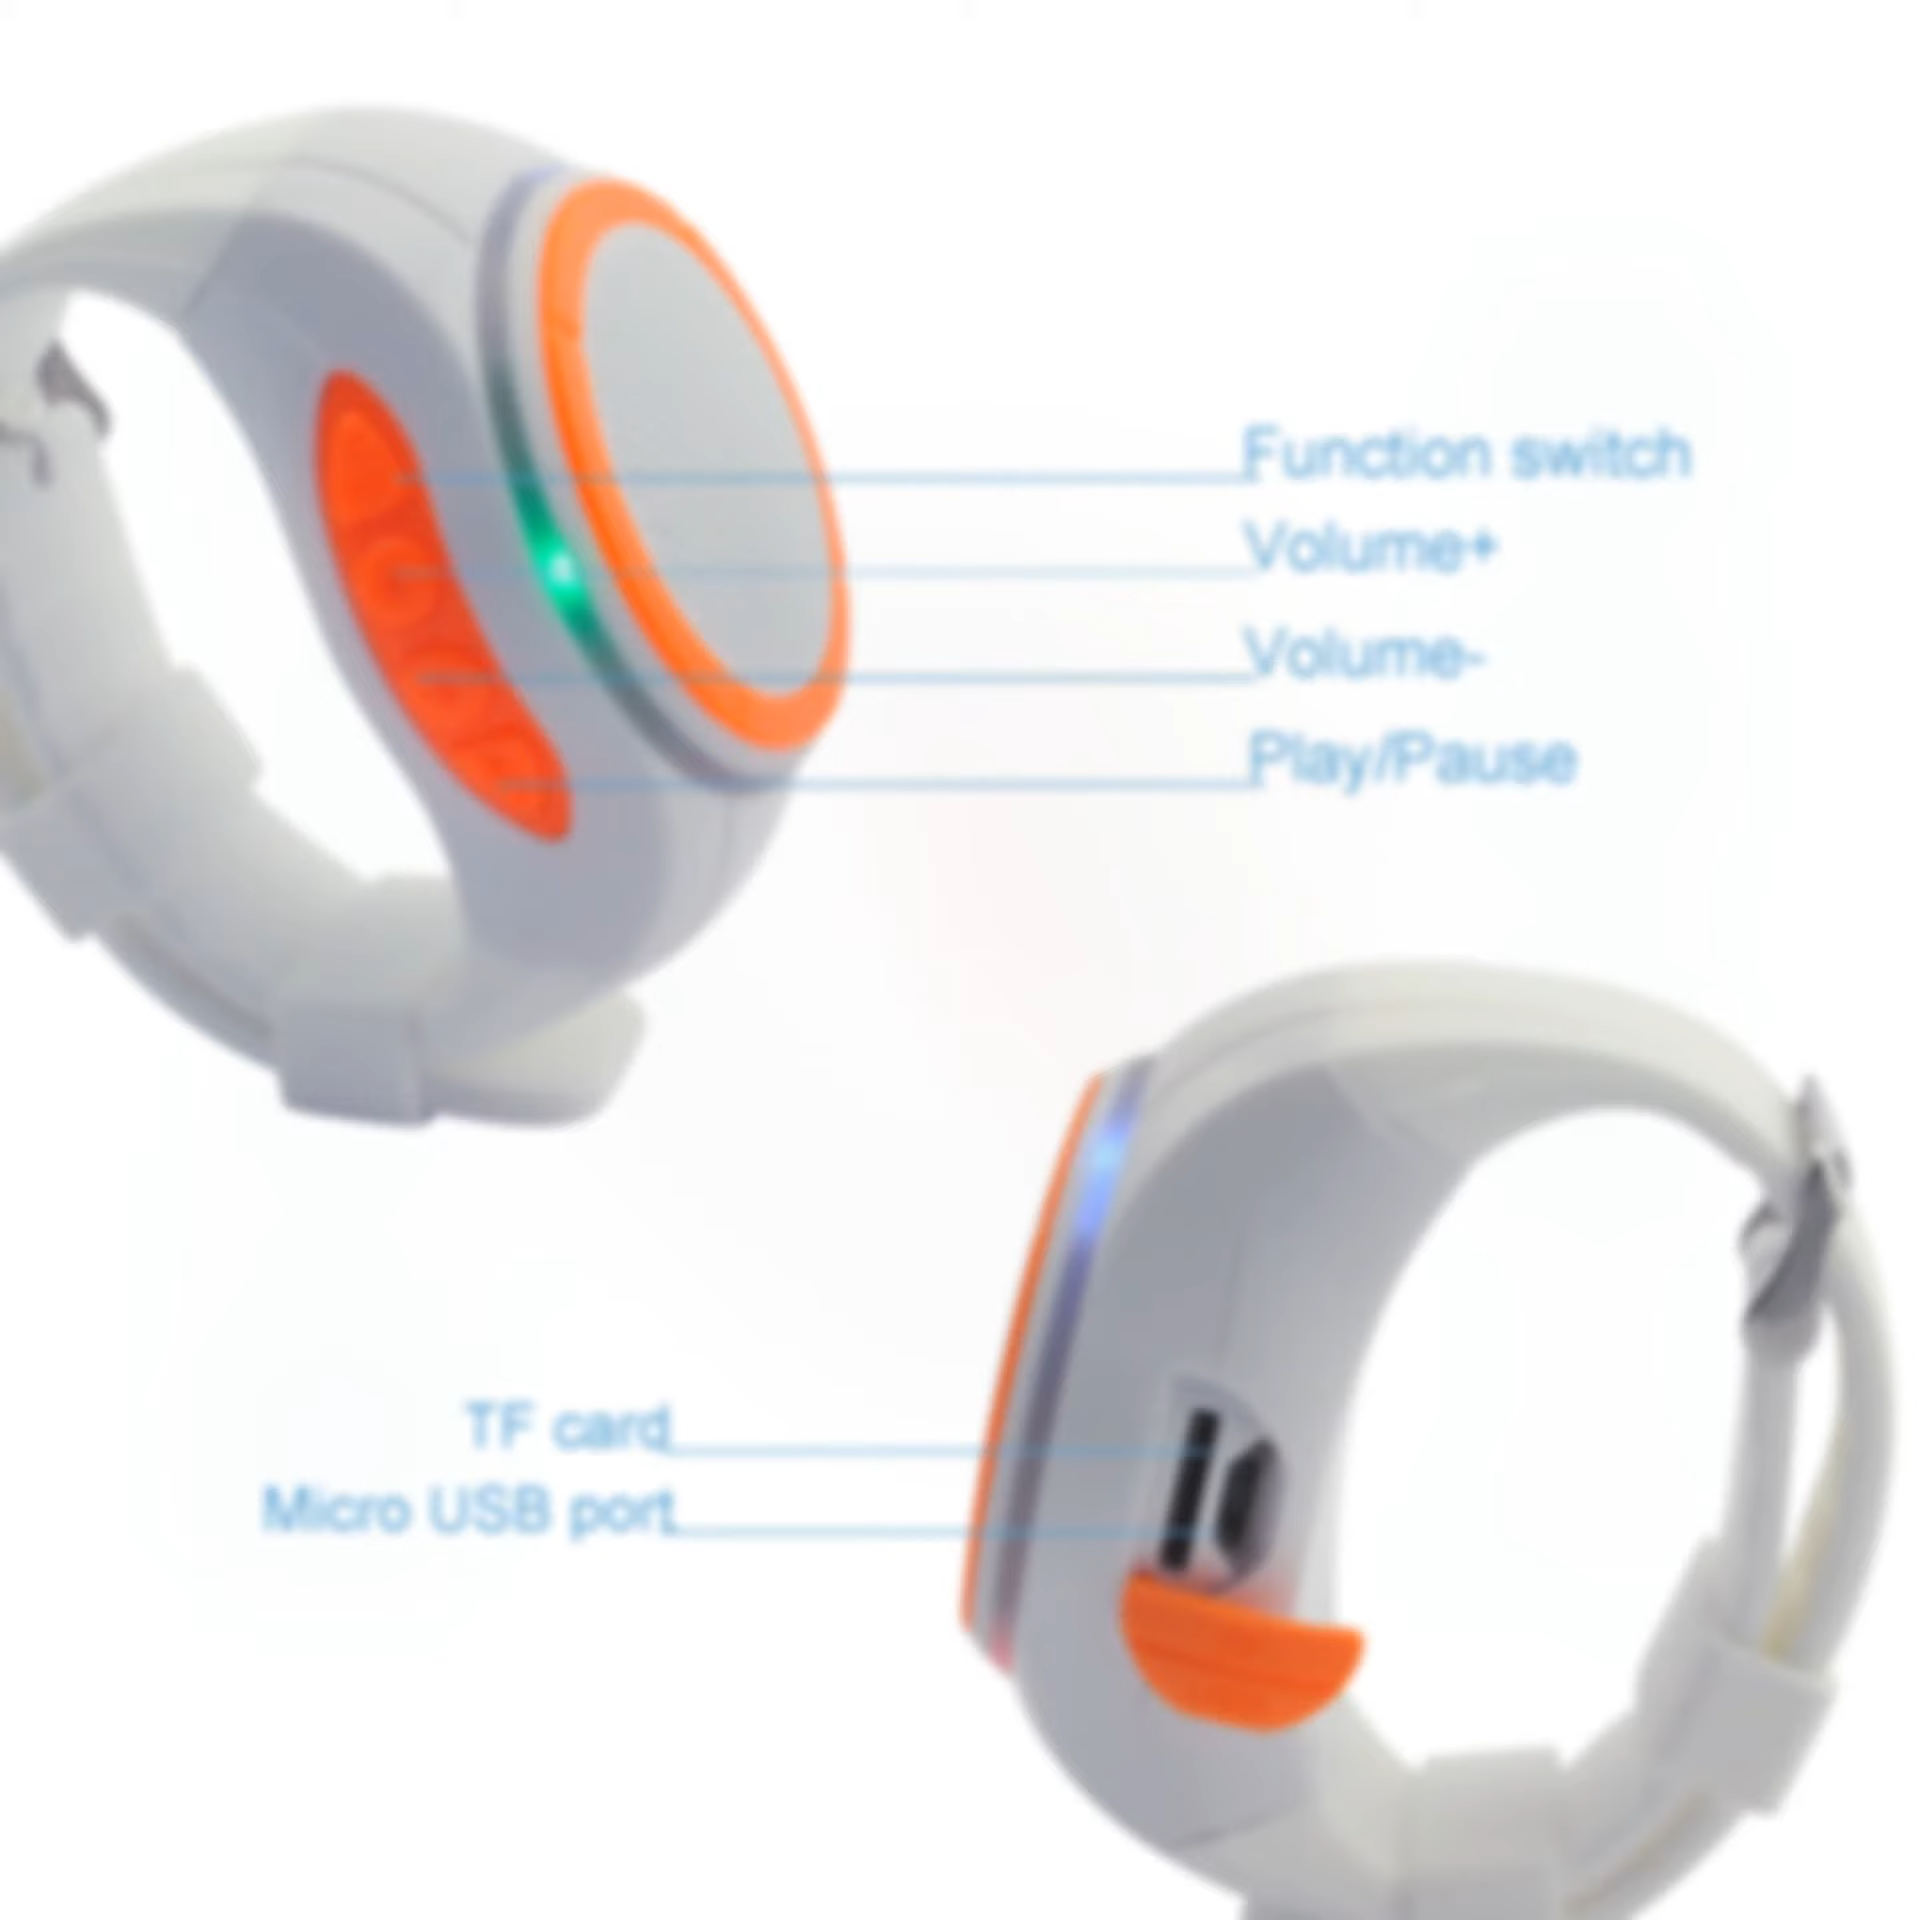 Function switch
Volume+
Volume-
Play/Pause
TF card
Micro USB port